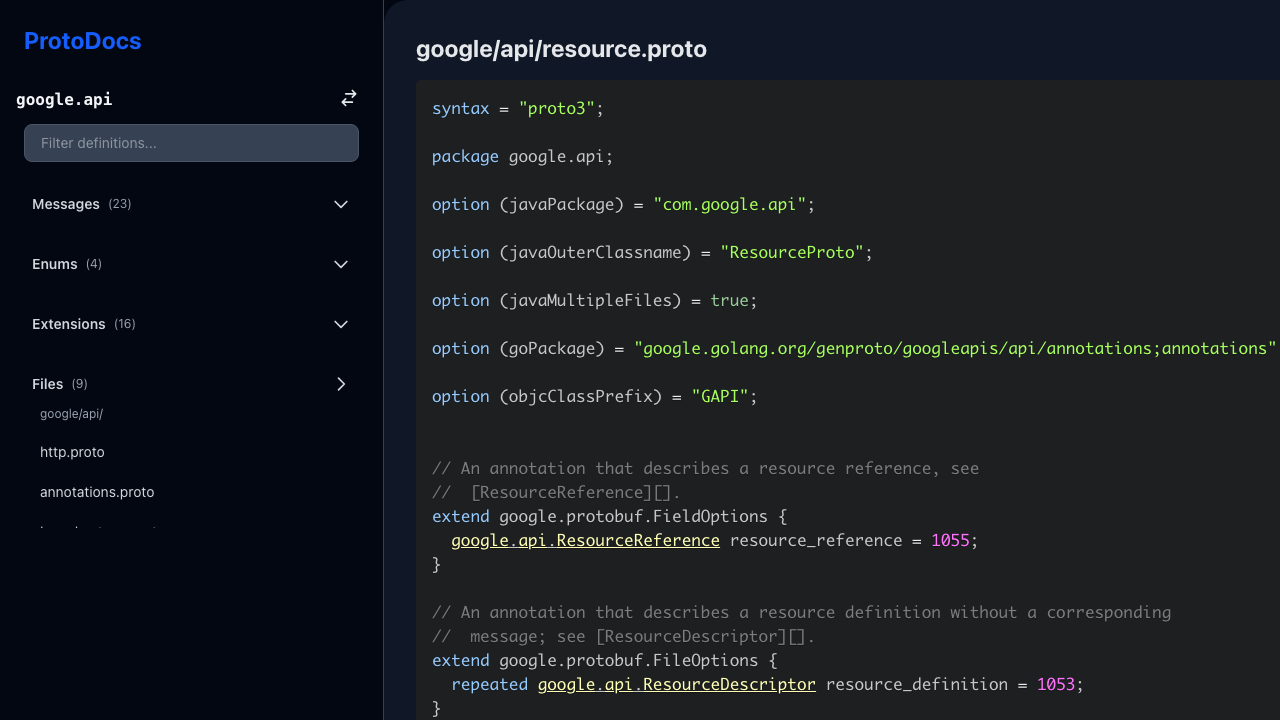 ProtoDocs
google.api
Filter definitions...
Messages (23)
Enums (4)
Extensions (16)
Files (9)
google/api/
http.proto
annotations.proto
google/api/resource.proto
syntax = "proto3";
package google.api;
option (javaPackage) = "com.google.api";
option (javaOuterClassname) = "ResourceProto";
option (javaMultipleFiles) = true;
option (goPackage) = "google.golang.org/genproto/googleapis/api/annotations;annotations"
option (objcClassPrefix) = "GAPI";
// An annotation that describes a resource reference, see
//  [ResourceReference][].
extend google.protobuf.FieldOptions {
  google.api.ResourceReference resource_reference = 1055;
}
// An annotation that describes a resource definition without a corresponding
//  message; see [ResourceDescriptor][].
extend google.protobuf.FileOptions {
  repeated google.api.ResourceDescriptor resource_definition = 1053;
}